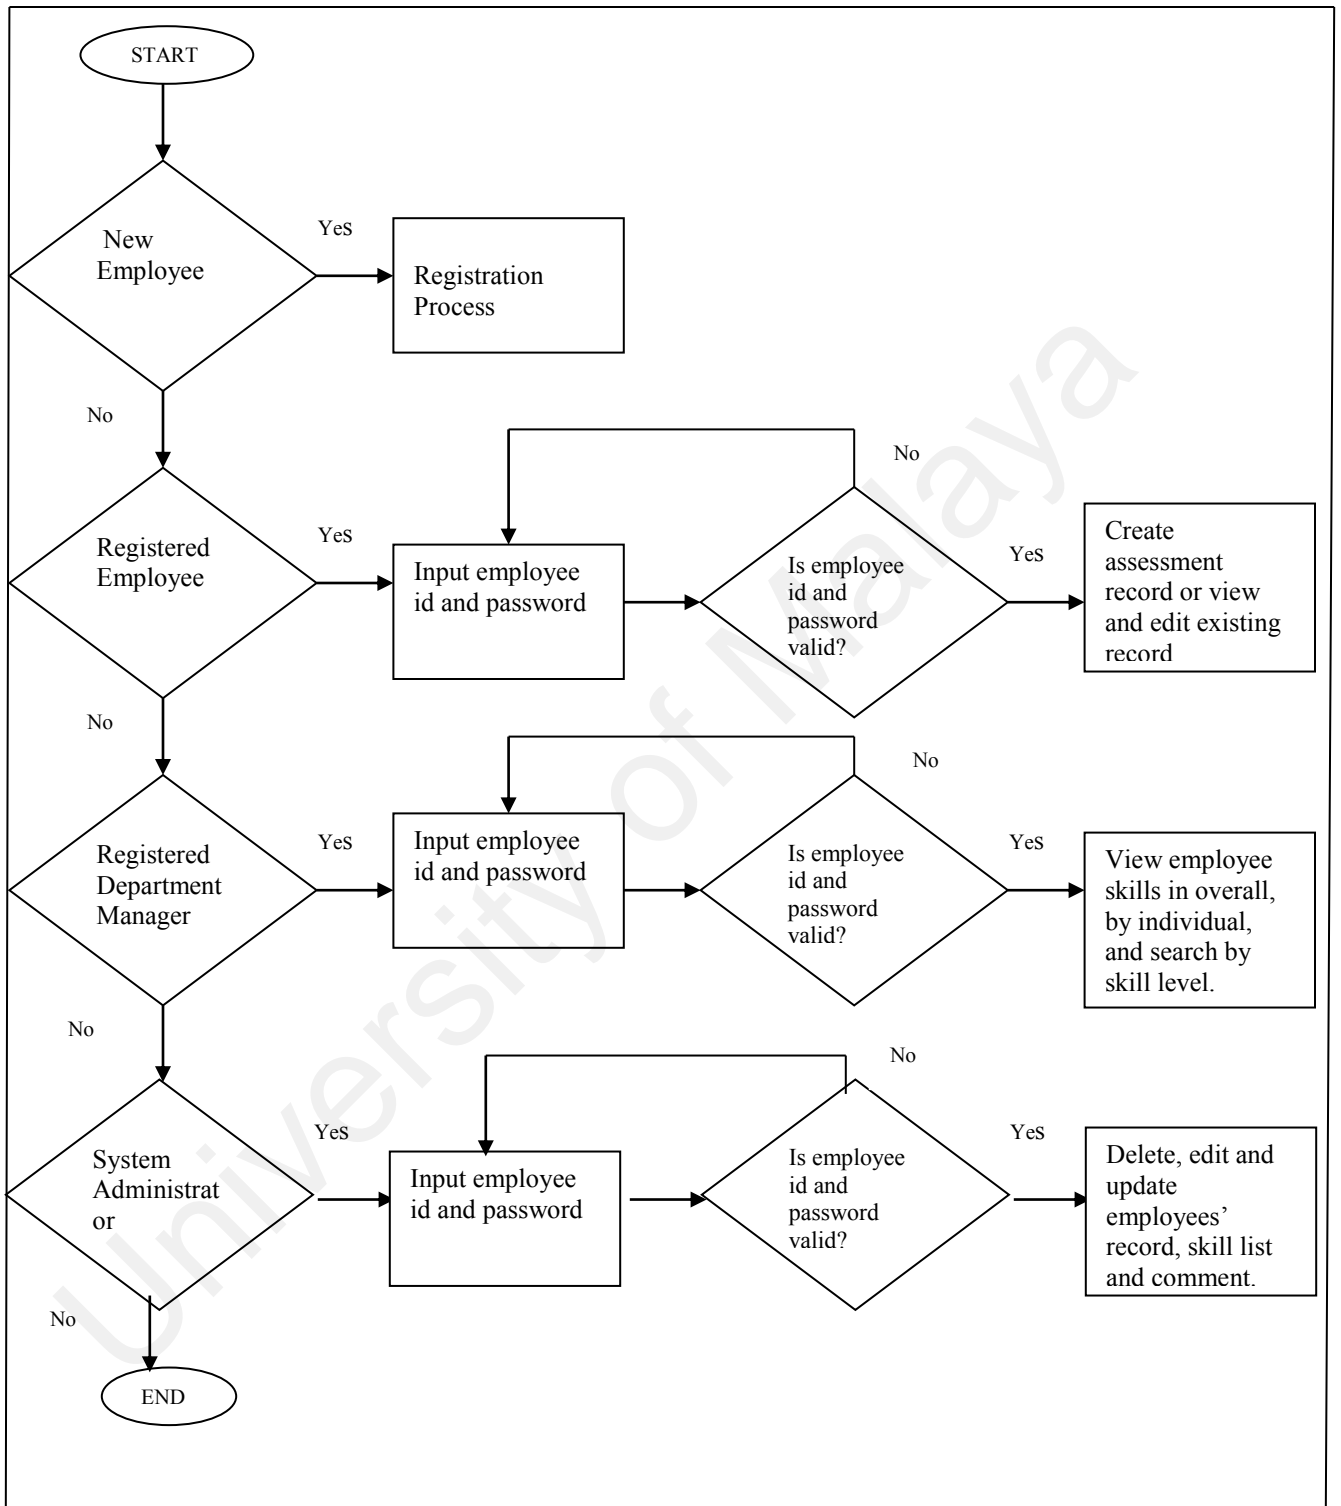 START
New
Employee
Yes
Registration
Process
No
Registered
Employee
Yes
Input employee
id and password
No
Is employee
id and
password
valid?
Yes
Create
assessment
record or view
and edit existing
record
No
Registered
Department
Manager
Yes
Input employee
id and password
No
Is employee
id and
password
valid?
Yes
View employee
skills in overall,
by individual,
and search by
skill level.
No
System
Administrat
or
Yes
Input employee
id and password
No
Is employee
id and
password
valid?
Yes
Delete, edit and
update
employees’
record, skill list
and comment.
No
END
University of Malaya